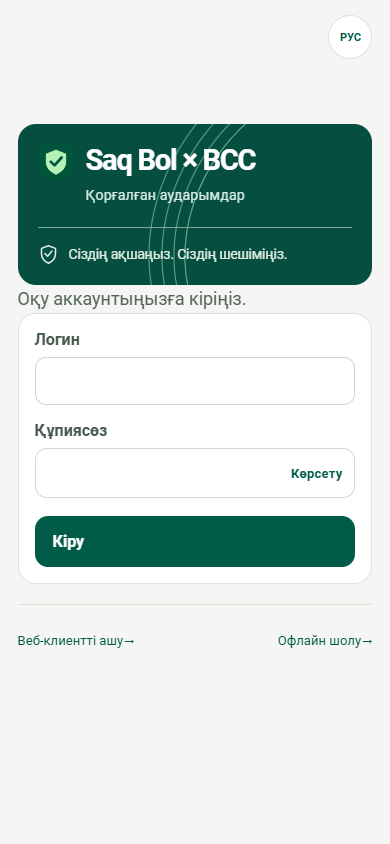 РУС
Saq Bol × BCC
Қорғалған аударымдар
Сіздің ақшаңыз. Сіздің шешіміңіз.
Оқу аккаунтыңызға кіріңіз.
Логин
Құпиясөз
Көрсету
Кіру
Веб-клиентті ашу→
Офлайн шолу→